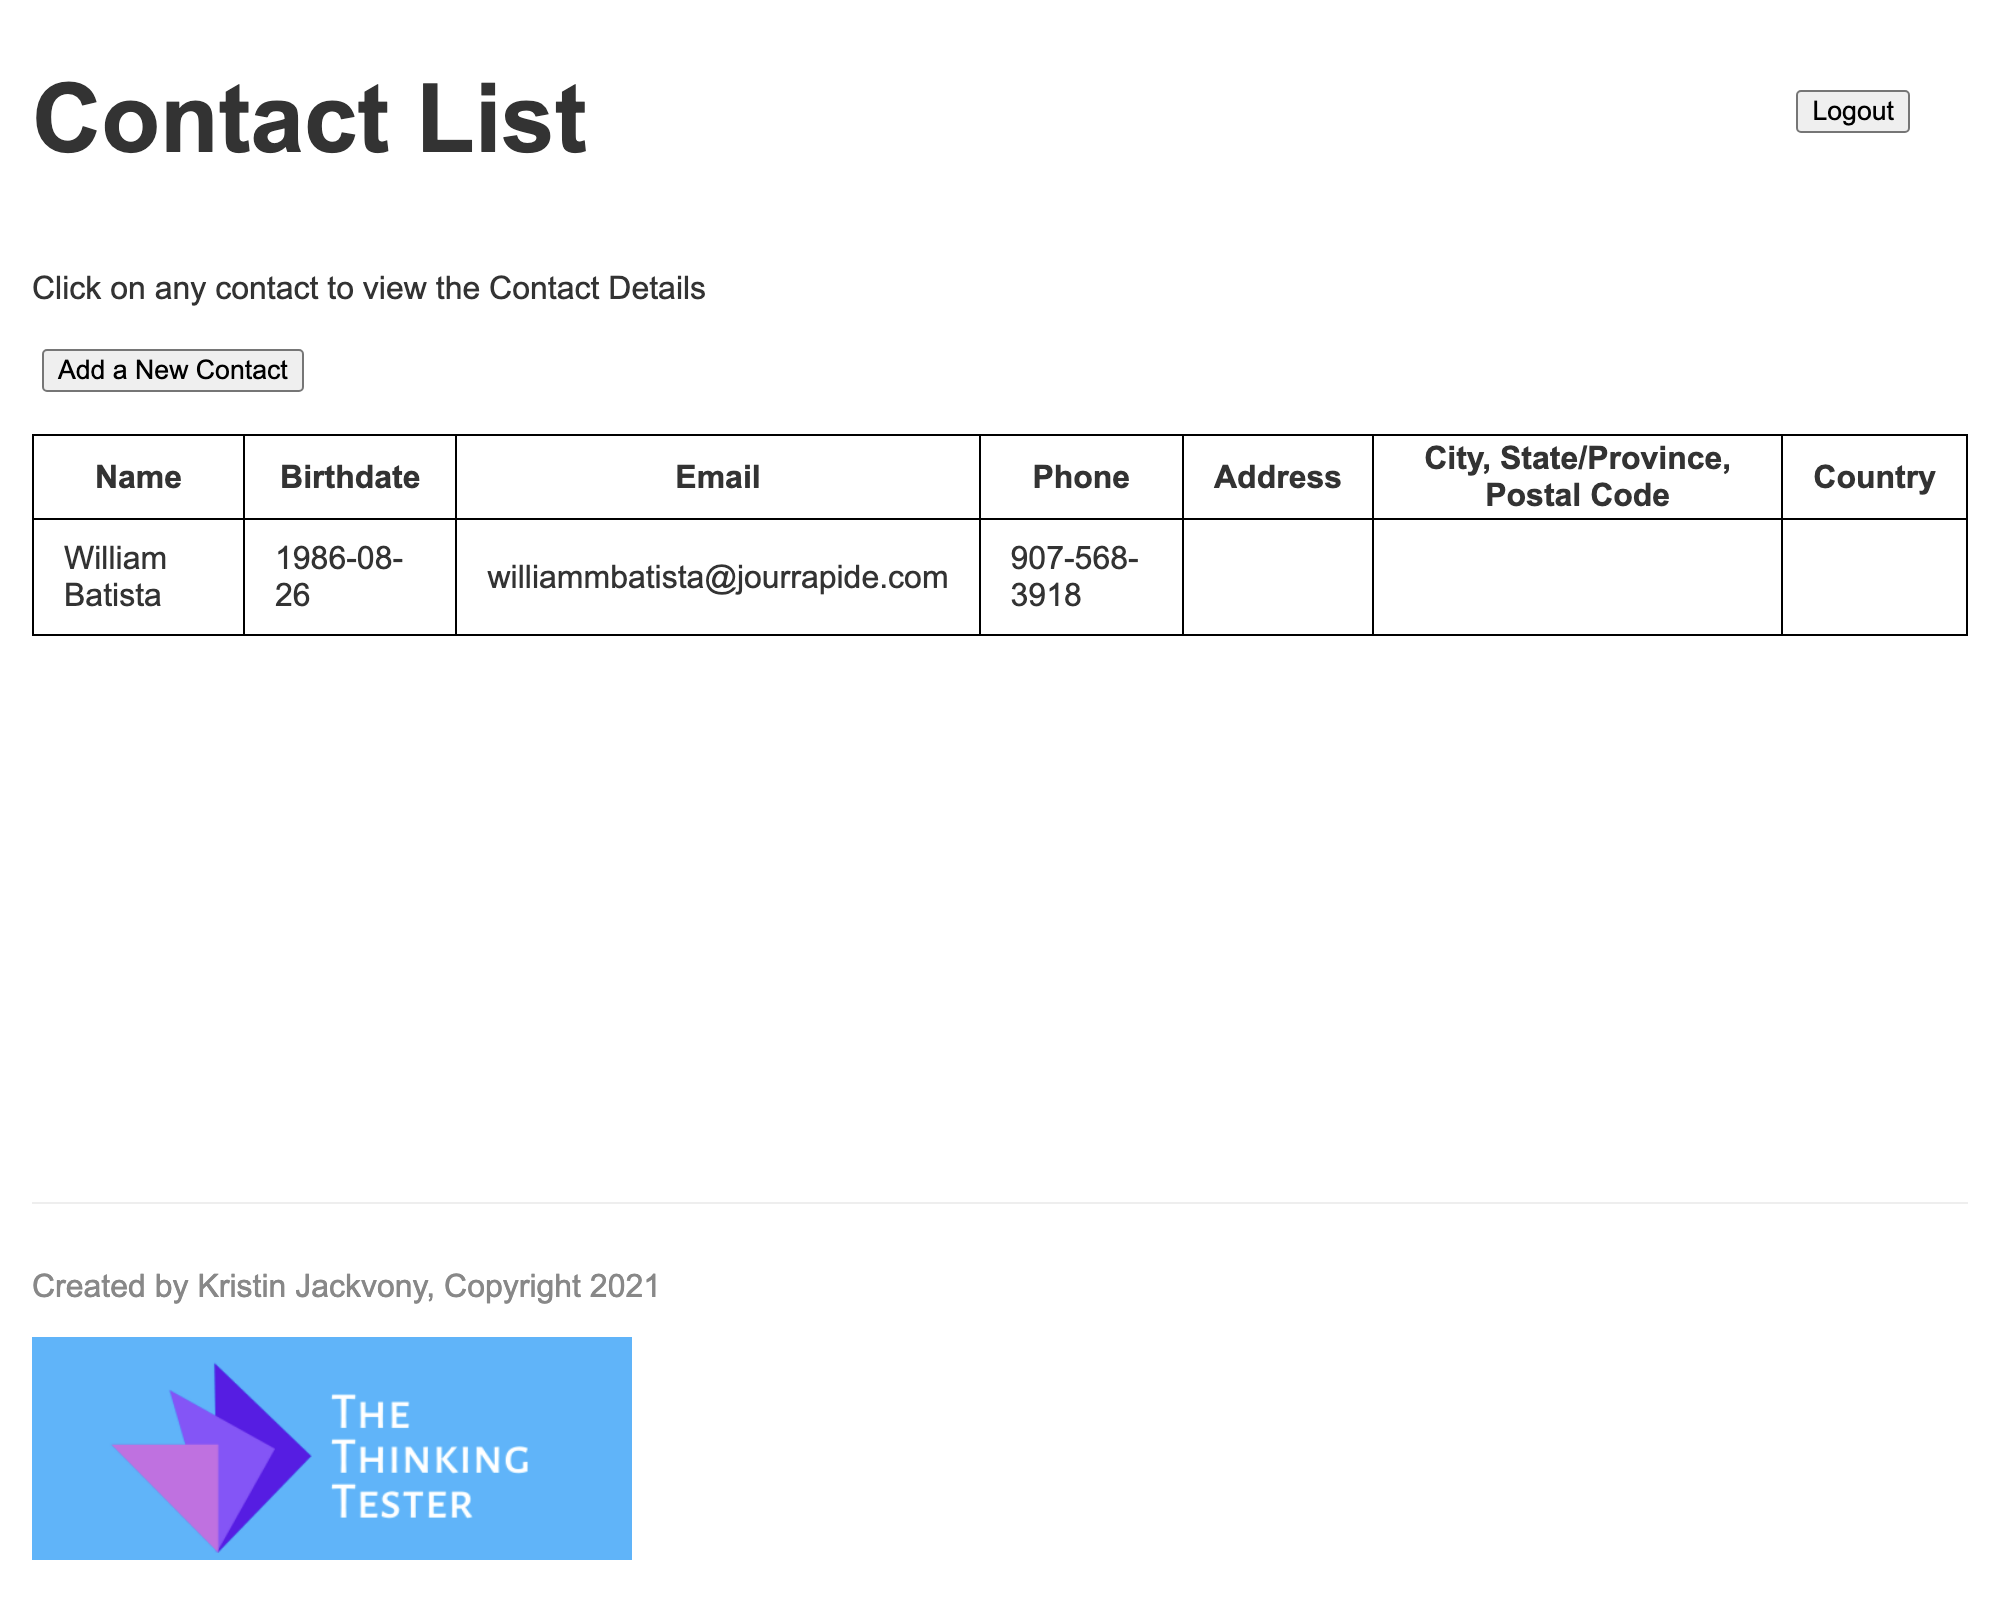 Contact List
Logout
Click on any contact to view the Contact Details
Add a New Contact
Name Birthdate Email Phone Address City, State/Province,
Postal Code Country
William
Batista
1986-08-
26
williammbatista@jourrapide.com
907-568-
3918
Created by Kristin Jackvony, Copyright 2021
THE
THINKING
TESTER